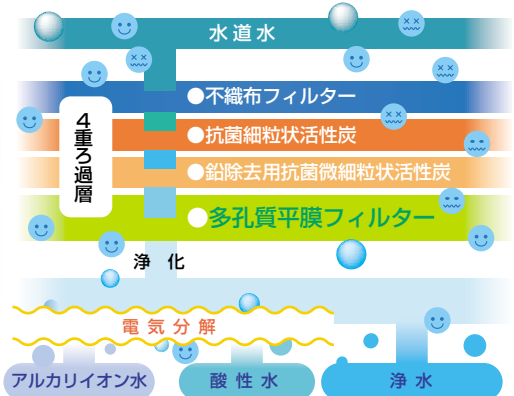 水道水
●不織布フィルター
4重ろ過層
●抗菌細粒状活性炭
●鉛除去用抗菌微細粒状活性炭
●多孔質平膜フィルター
浄 化
電気分解
アルカリイオン水
酸性水
浄水